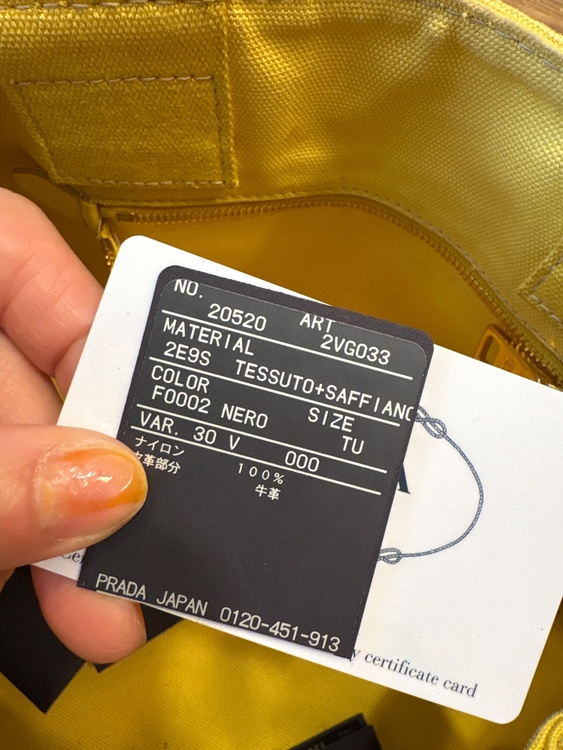 NO. ART
20520 2VG033
MATERIAL
2E9S TESSUTO+SAFFIANO
COLOR SIZE
F0002 NERO TU
VAR. 30 V 000
ナイロン 100%
皮革部分 牛革
PRADA JAPAN 0120-451-913
certificate card